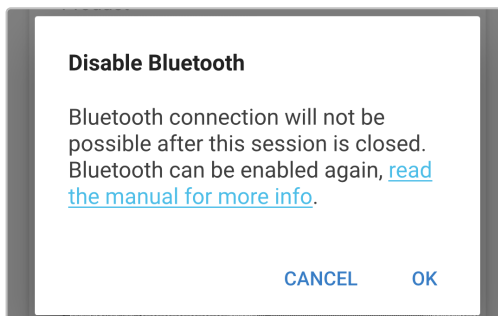 Disable Bluetooth
Bluetooth connection will not be
possible after this session is closed.
Bluetooth can be enabled again, read
the manual for more info.
CANCEL OK